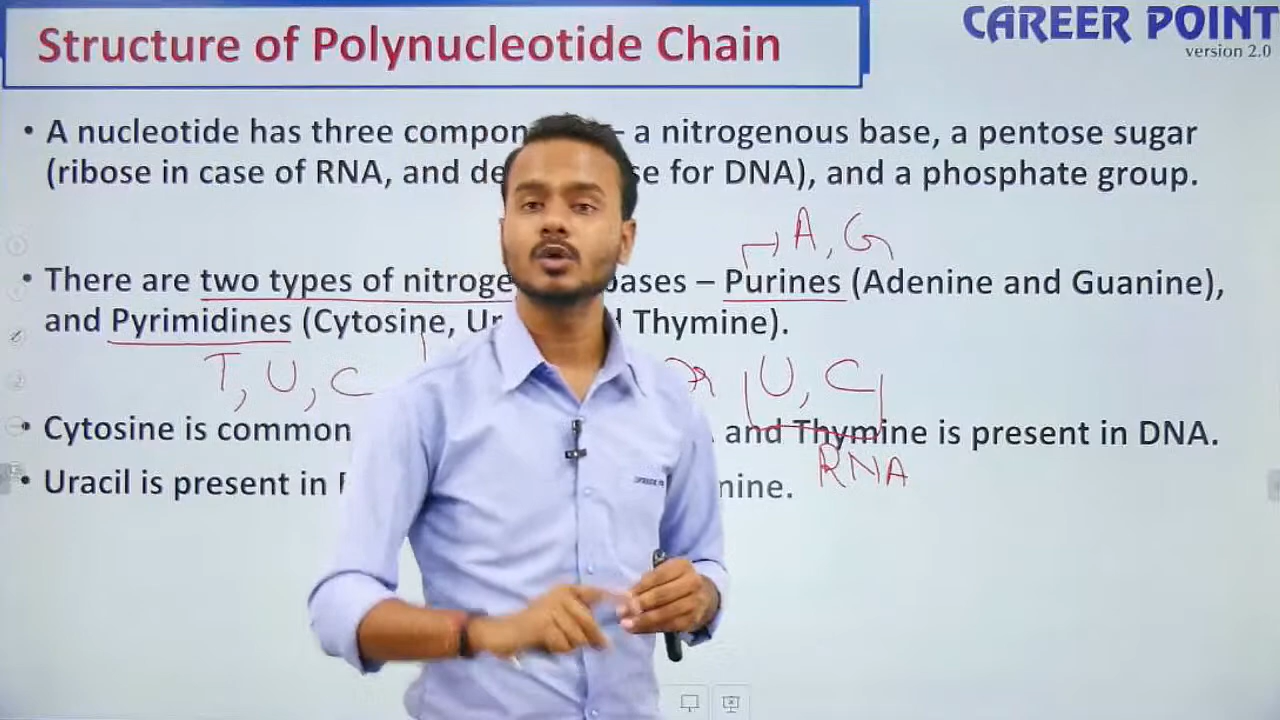 Structure of Polynucleotide Chain
CAREER POINT
version 2.0
• A nucleotide has three compon – a nitrogenous base, a pentose sugar
(ribose in case of RNA, and de se for DNA), and a phosphate group.
A, G
• There are two types of nitroge bases – Purines (Adenine and Guanine),
and Pyrimidines (Cytosine, Ur d Thymine).
T, U, C U, C
• Cytosine is common and Thymine is present in DNA.
RNA
• Uracil is present in mine.